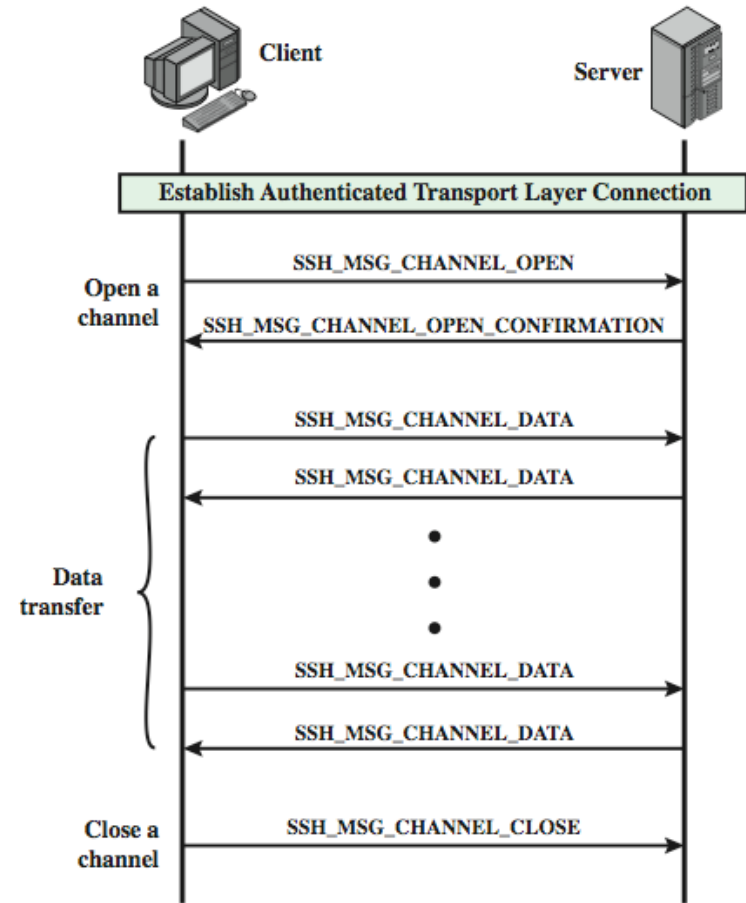 Client
Server
Establish Authenticated Transport Layer Connection
Open a
channel
SSH_MSG_CHANNEL_OPEN
SSH_MSG_CHANNEL_OPEN_CONFIRMATION
Data
transfer
SSH_MSG_CHANNEL_DATA
SSH_MSG_CHANNEL_DATA
SSH_MSG_CHANNEL_DATA
SSH_MSG_CHANNEL_DATA
Close a
channel
SSH_MSG_CHANNEL_CLOSE